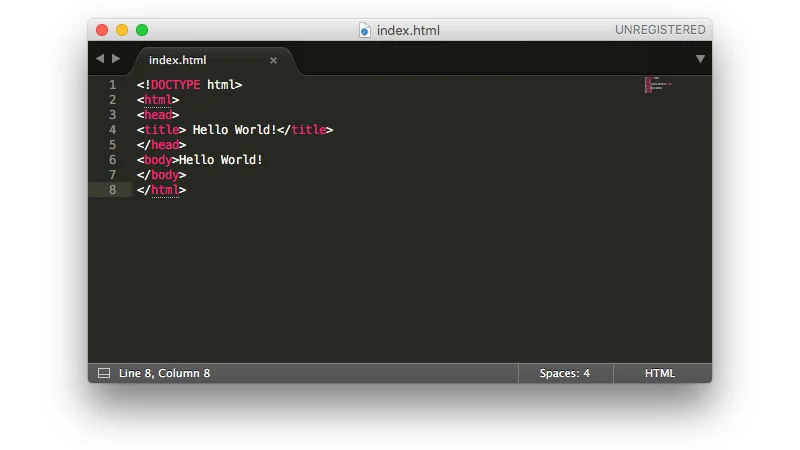 index.html
UNREGISTERED
index.html ×
1 <!DOCTYPE html>
2 <html>
3 <head>
4 <title> Hello World!</title>
5 </head>
6 <body>Hello World!
7 </body>
8 </html>
Line 8, Column 8
Spaces: 4
HTML